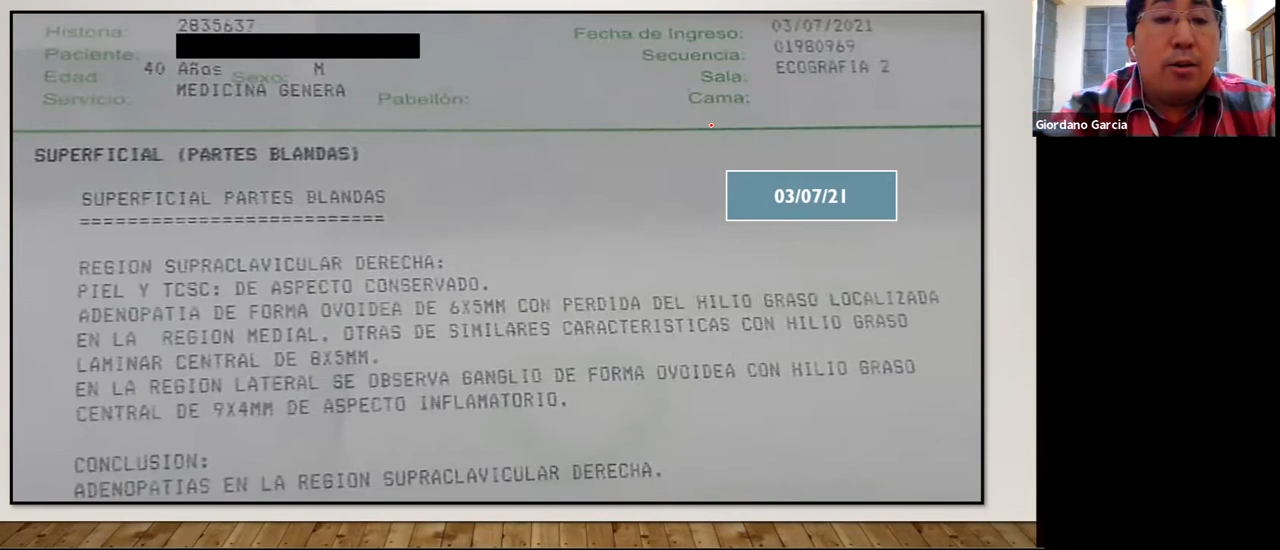 Historia: 2835637
Paciente:
Edad: 40 Años Sexo: M
Servicio: MEDICINA GENERA Pabellón:
Fecha de Ingreso: 03/07/2021
Secuencia: 01980969
Sala: ECOGRAFIA 2
Cama:
SUPERFICIAL (PARTES BLANDAS)
03/07/21
SUPERFICIAL PARTES BLANDAS
==========================
REGION SUPRACLAVICULAR DERECHA:
PIEL Y TCSC: DE ASPECTO CONSERVADO.
ADENOPATIA DE FORMA OVOIDEA DE 6X5MM CON PERDIDA DEL HILIO GRASO LOCALIZADA
EN LA REGION MEDIAL. OTRAS DE SIMILARES CARACTERISTICAS CON HILIO GRASO
LAMINAR CENTRAL DE 8X5MM.
EN LA REGION LATERAL SE OBSERVA GANGLIO DE FORMA OVOIDEA CON HILIO GRASO
CENTRAL DE 9X4MM DE ASPECTO INFLAMATORIO.
CONCLUSION:
ADENOPATIAS EN LA REGION SUPRACLAVICULAR DERECHA.
Giordano Garcia